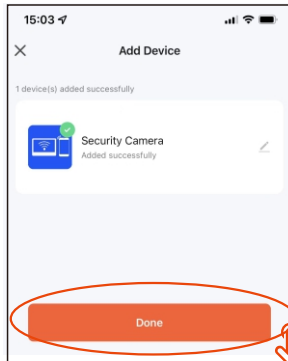 15:03
Add Device
1 device(s) added successfully
Security Camera
Added successfully
Done